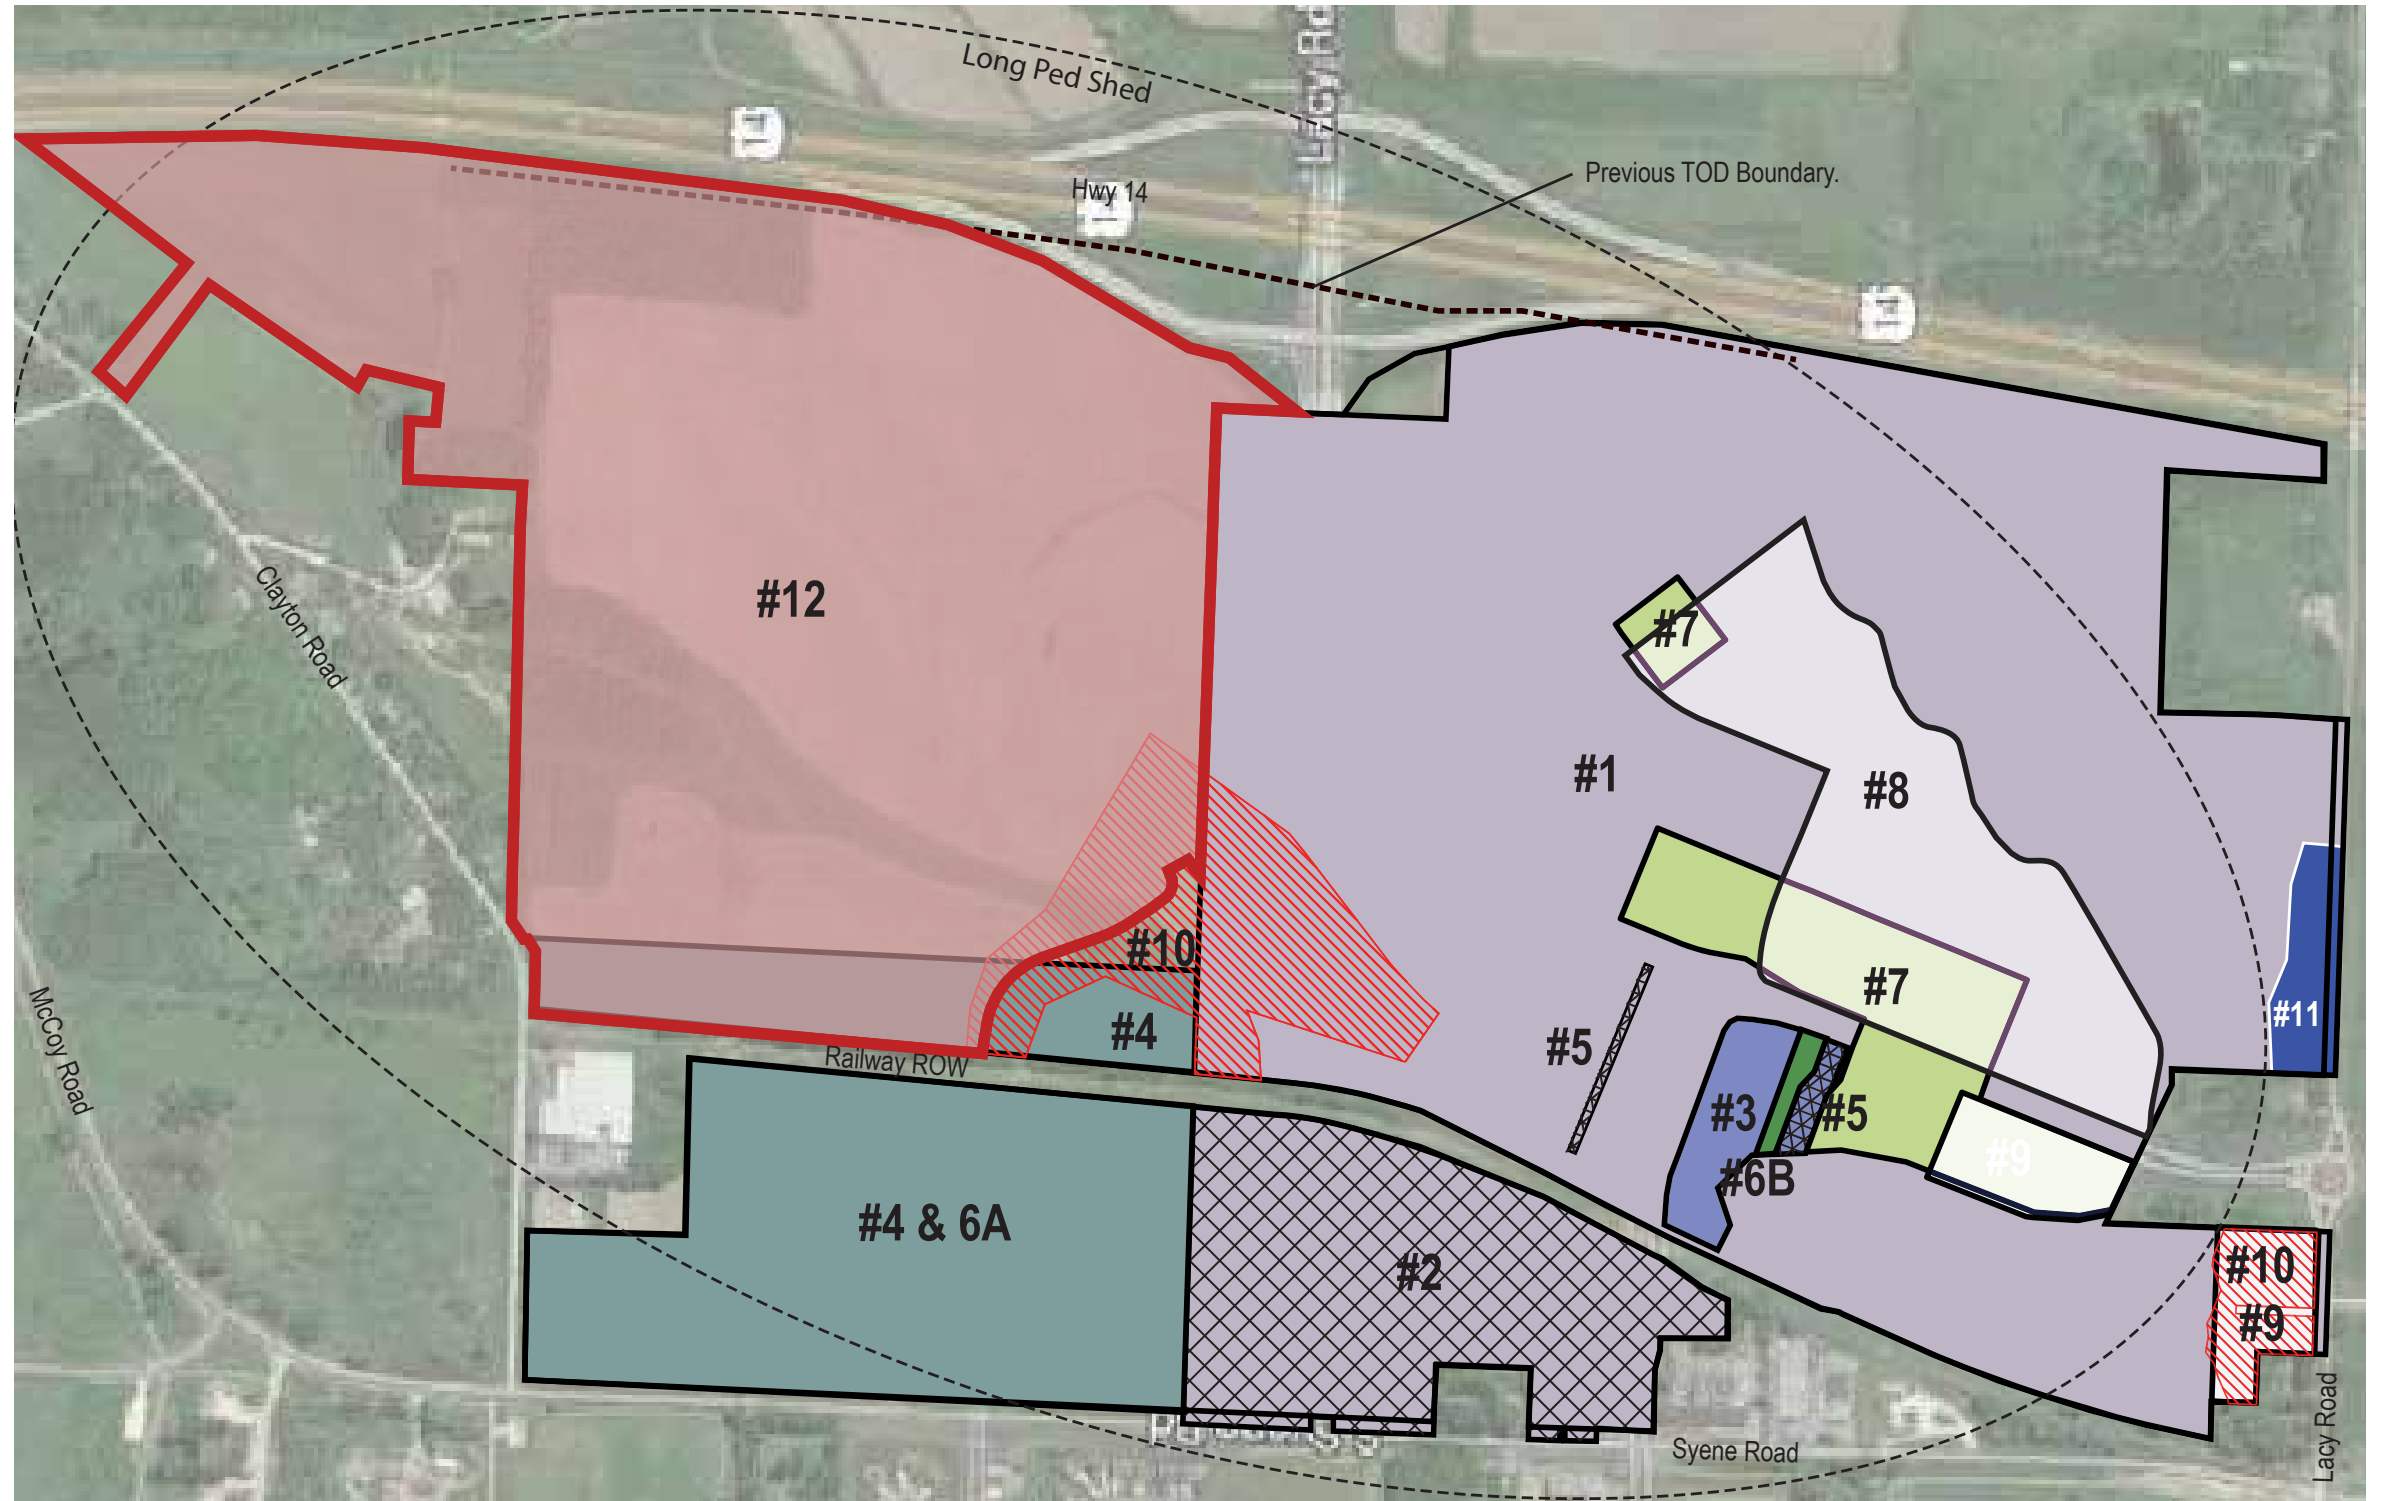 Long Ped Shed
Lacy Rd
14
Hwy 14
14
Previous TOD Boundary.
14
#12
Clayton Road
#7
#1
#8
#10
#4
#7
#5
#11
McCoy Road
Railway ROW
#3
#5
#6B
#9
#4 & 6A
#2
#10
#9
Syene Road
Lacy Road